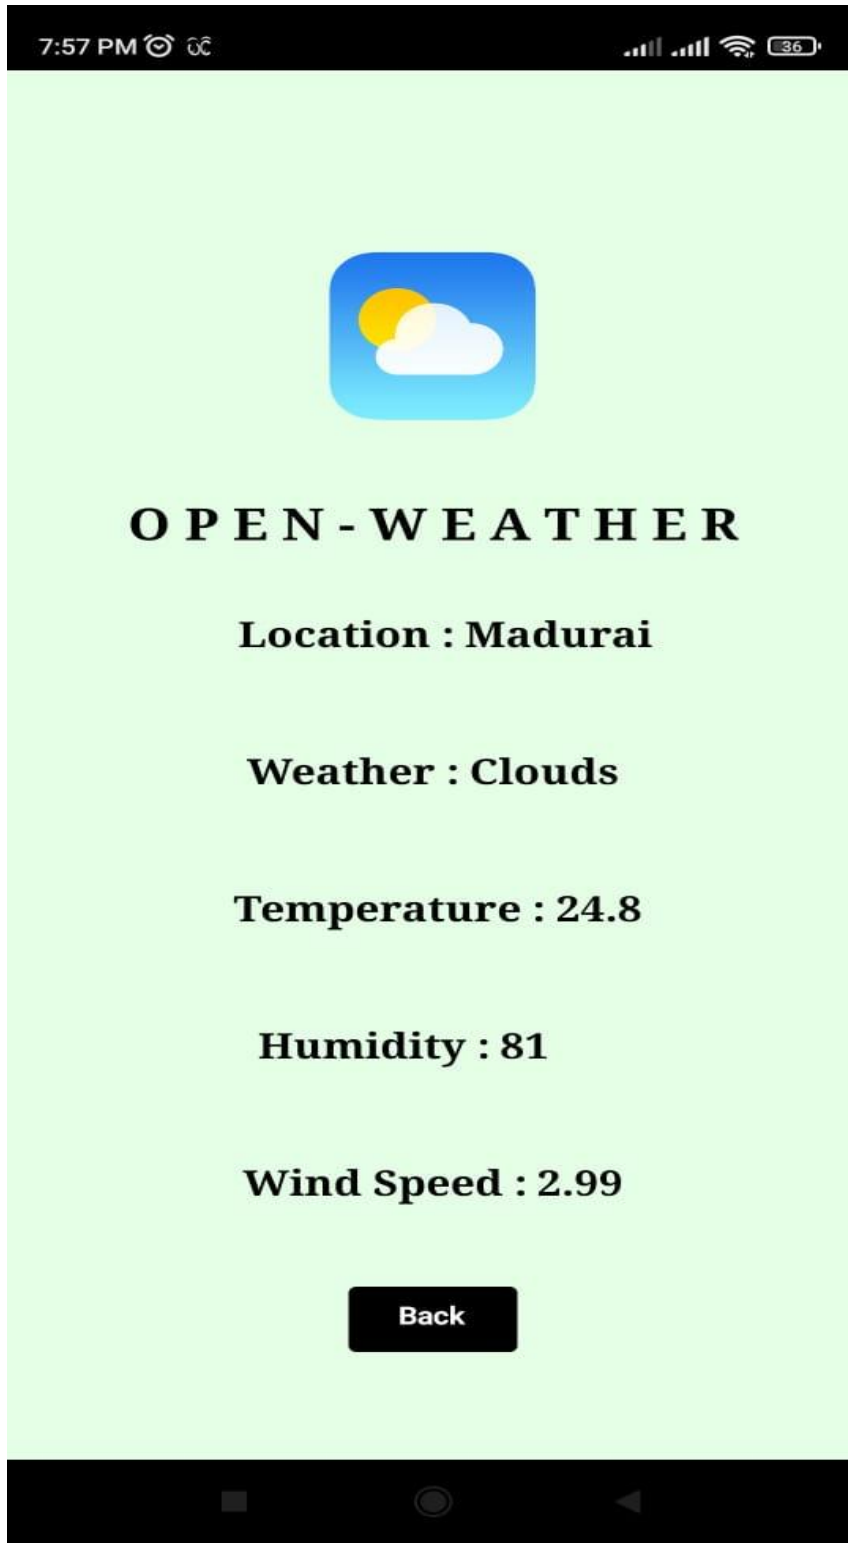 7:57 PM
36
OPEN-WEATHER
Location : Madurai
Weather : Clouds
Temperature : 24.8
Humidity : 81
Wind Speed : 2.99
Back